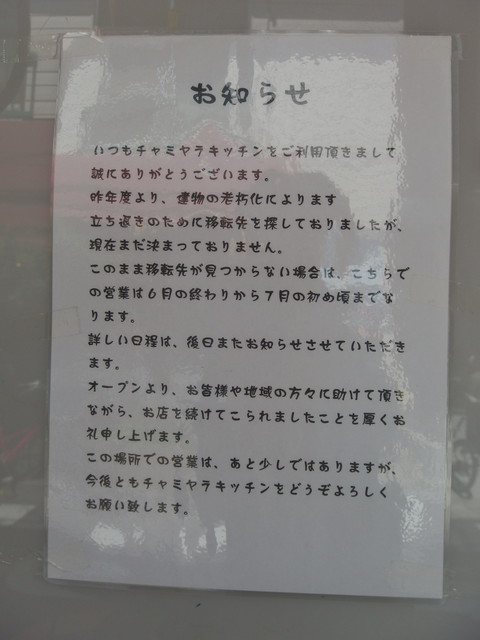 お知らせ
いつもチャミヤラキッチンをご利用頂きまして
誠にありがとうございます。
昨年度より、建物の老朽化によります
立ち退きのために移転先を探しておりましたが、
現在まだ決まっておりません。
このまま移転先が見つからない場合は、こちらで
の営業は6月の終わりから7月の初め頃までな
ります。
詳しい日程は、後日またお知らせさせていただき
ます。
オープンより、お皆様や地域の方々に助けて頂き
ながら、お店を続けてこられましたことを厚くお
礼申し上げます。
この場所での営業は、あと少しではありますが、
今後ともチャミヤラキッチンをどうぞよろしく
お願い致します。